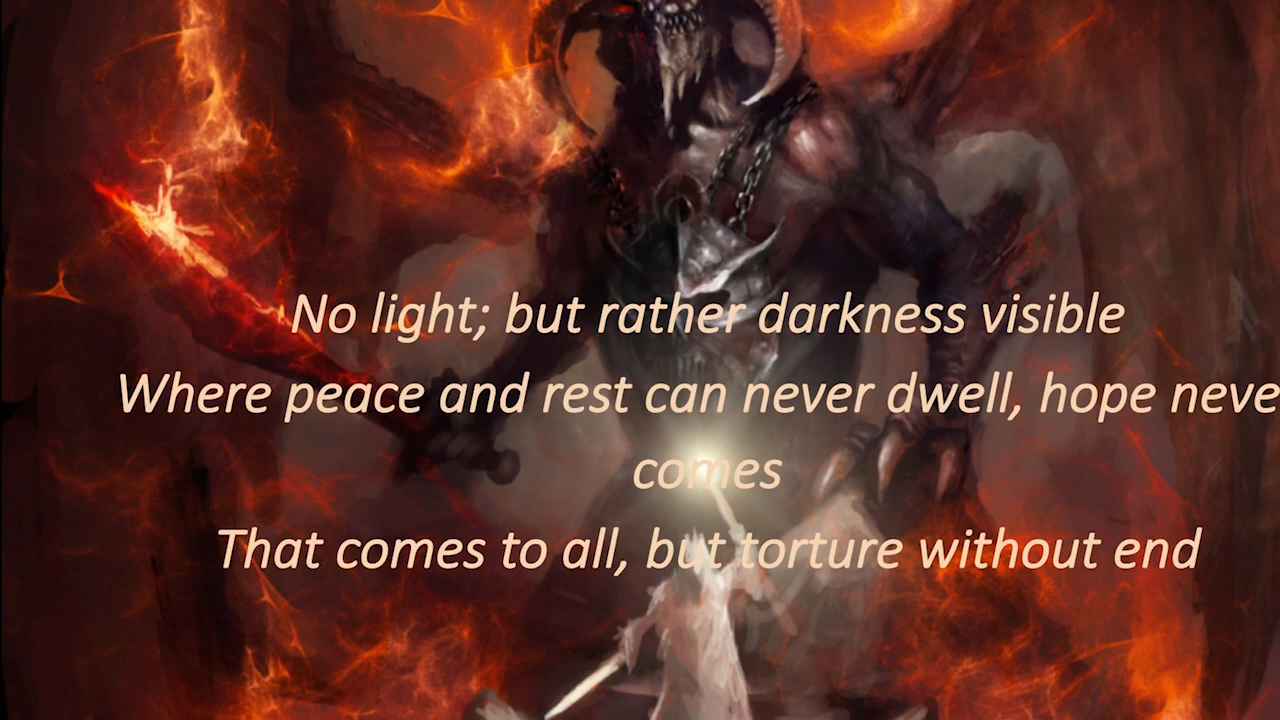 No light; but rather darkness visible
Where peace and rest can never dwell, hope neve
comes
That comes to all, but torture without end